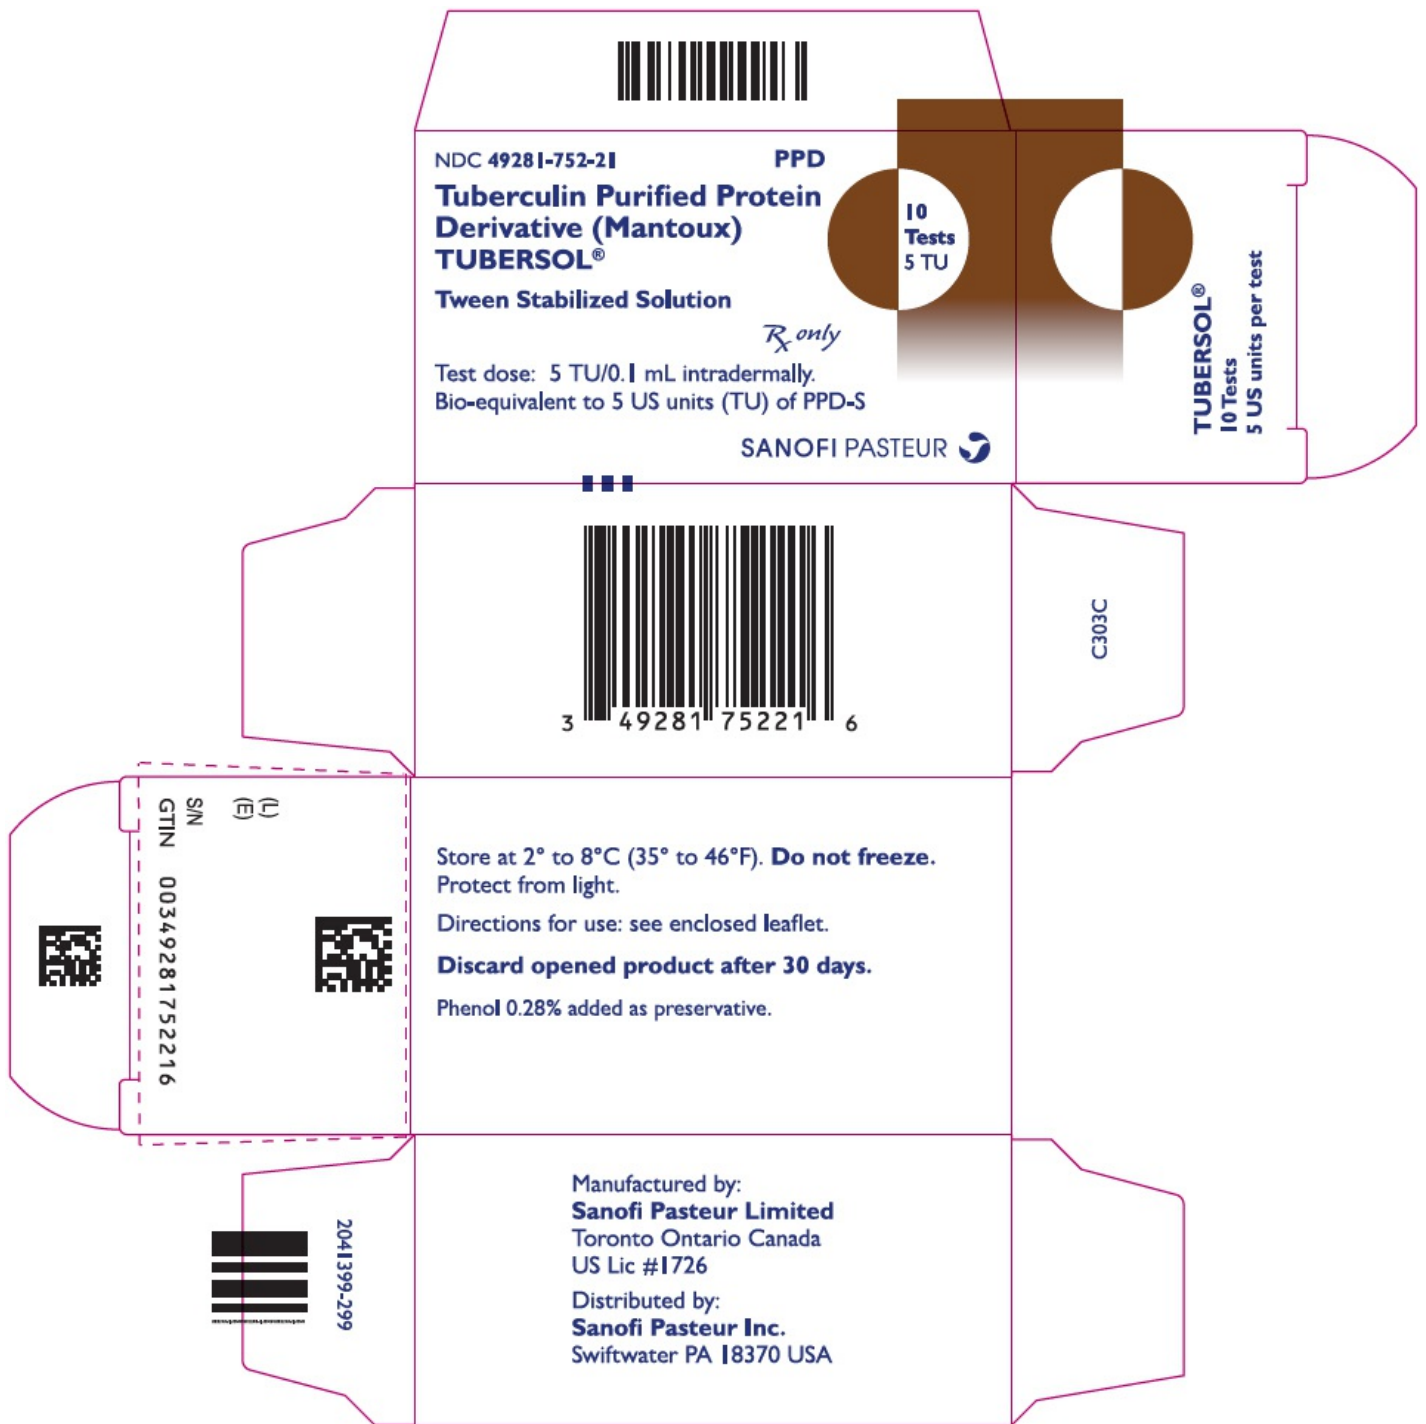 NDC 49281-752-21 PPD
Tuberculin Purified Protein
Derivative (Mantoux)
TUBERSOL®
Tween Stabilized Solution
Rx only
Test dose: 5 TU/0.1 mL intradermally.
Bio-equivalent to 5 US units (TU) of PPD-S
SANOFI PASTEUR
10
Tests
5 TU
TUBERSOL®
10 Tests
5 US units per test
3 49281 75221 6
C303C
(L)
(E)
S/N
GTIN 00349281752216
Store at 2° to 8°C (35° to 46°F). Do not freeze.
Protect from light.
Directions for use: see enclosed leaflet.
Discard opened product after 30 days.
Phenol 0.28% added as preservative.
2041399-299
Manufactured by:
Sanofi Pasteur Limited
Toronto Ontario Canada
US Lic #1726
Distributed by:
Sanofi Pasteur Inc.
Swiftwater PA 18370 USA